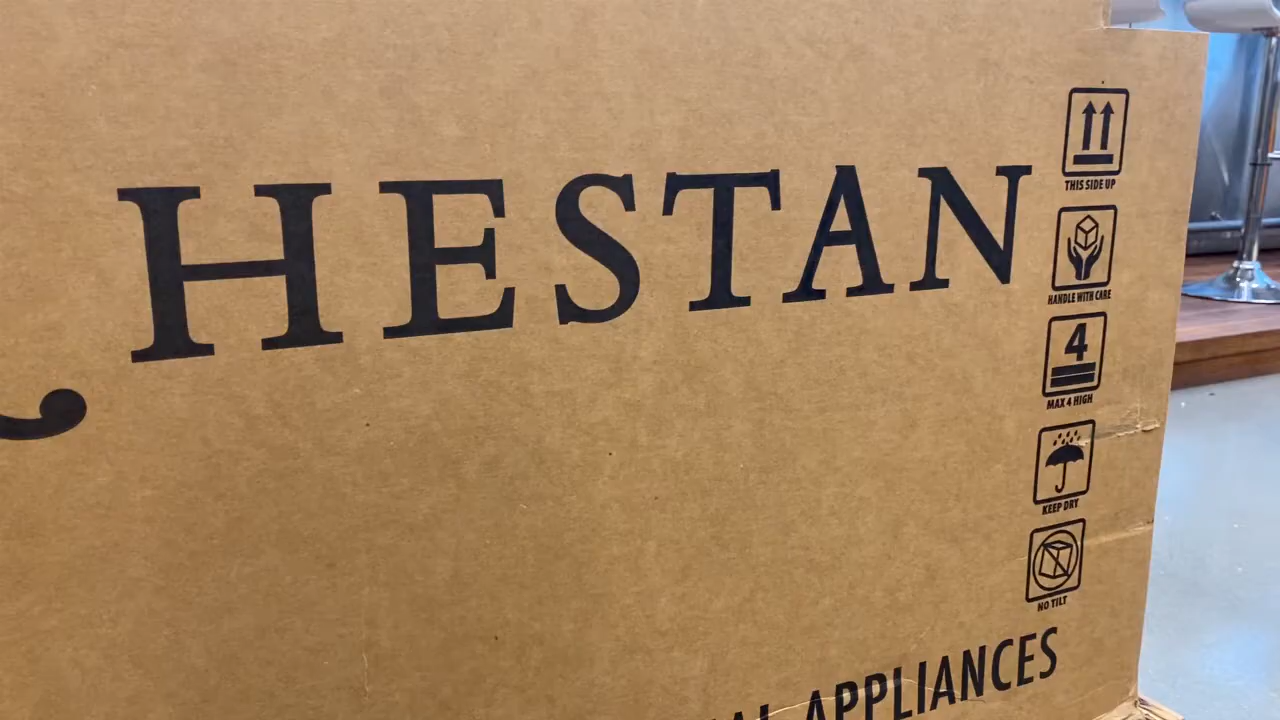 HESTAN
THIS SIDE UP
HANDLE WITH CARE
4
MAX 4 HIGH
KEEP DRY
NO TILT
APPLIANCES